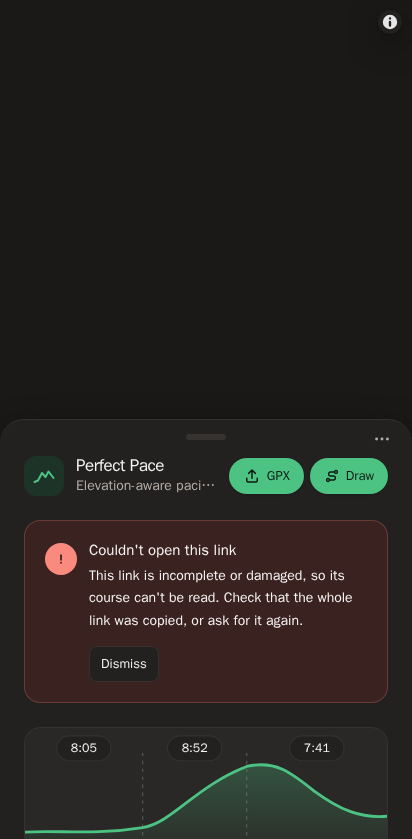 Perfect Pace
Elevation-aware paci···
GPX
Draw
!
Couldn't open this link
This link is incomplete or damaged, so its
course can't be read. Check that the whole
link was copied, or ask for it again.
Dismiss
8:05
8:52
7:41